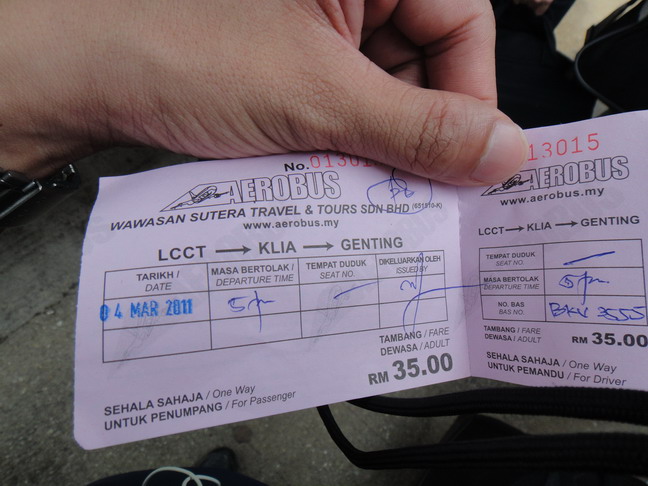 No. 01301
AEROBUS
WAWASAN SUTERA TRAVEL & TOURS SDN BHD (651310-K)
www.aerobus.my
LCCT → KLIA → GENTING
TARIKH / DATE
MASA BERTOLAK / DEPARTURE TIME
TEMPAT DUDUK SEAT NO.
DIKELUARKAN OLEH ISSUED BY
04 MAR 2011
5pm
TAMBANG / FARE
DEWASA / ADULT
RM 35.00
SEHALA SAHAJA / One Way
UNTUK PENUMPANG / For Passenger
13015
AEROBUS
www.aerobus.my
LCCT → KLIA → GENTING
TEMPAT DUDUK SEAT NO.
MASA BERTOLAK / DEPARTURE TIME
5pm
NO. BAS BAS NO.
BKV 3555
TAMBANG / FARE
DEWASA / ADULT
RM 35.00
SEHALA SAHAJA / One Way
UNTUK PEMANDU / For Driver